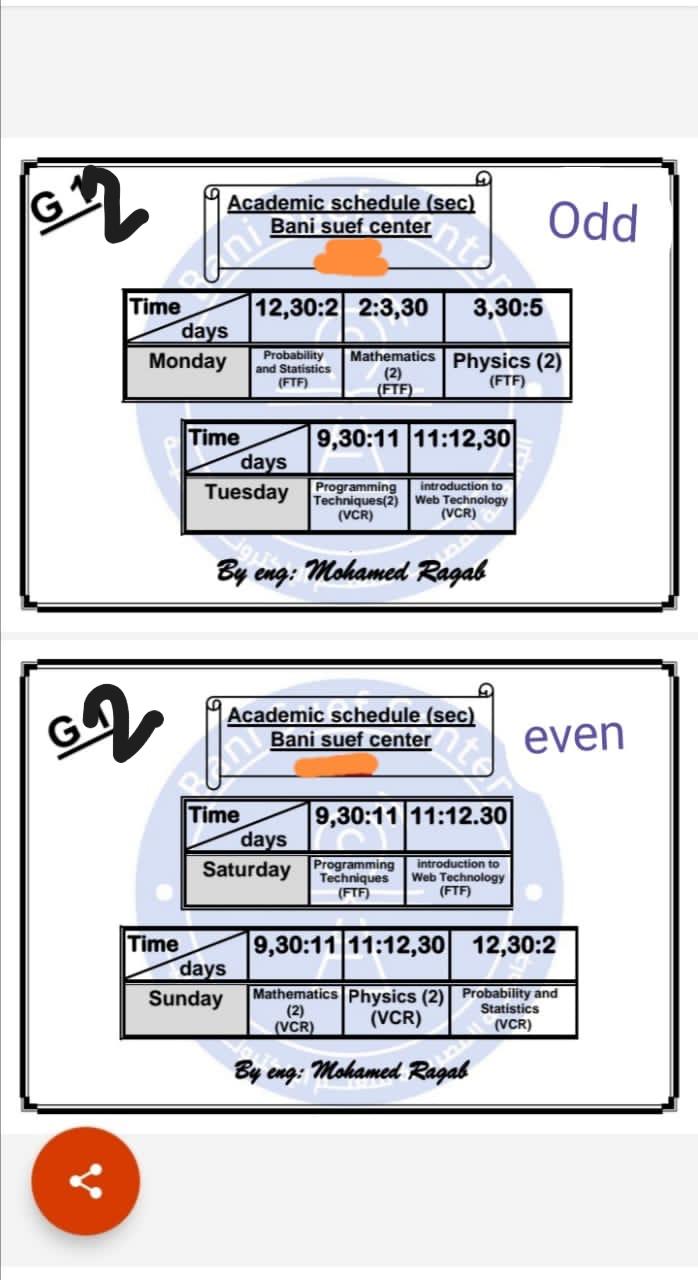 G 2
Academic schedule (sec)
Odd
Bani suef center
Time
days
12,30:2
2:3,30
3,30:5
Monday
Probability
and Statistics
(FTF)
Mathematics
(2)
(FTF)
Physics (2)
(FTF)
Time
days
9,30:11
11:12,30
Tuesday
Programming
Techniques(2)
(VCR)
introduction to
Web Technology
(VCR)
By eng: Mohamed Ragab
G 2
Academic schedule (sec)
even
Bani suef center
Time
days
9,30:11
11:12.30
Saturday
Programming
Techniques
(FTF)
introduction to
Web Technology
(FTF)
Time
days
9,30:11
11:12,30
12,30:2
Sunday
Mathematics
(2)
(VCR)
Physics (2)
(VCR)
Probability and
Statistics
(VCR)
By eng: Mohamed Ragab